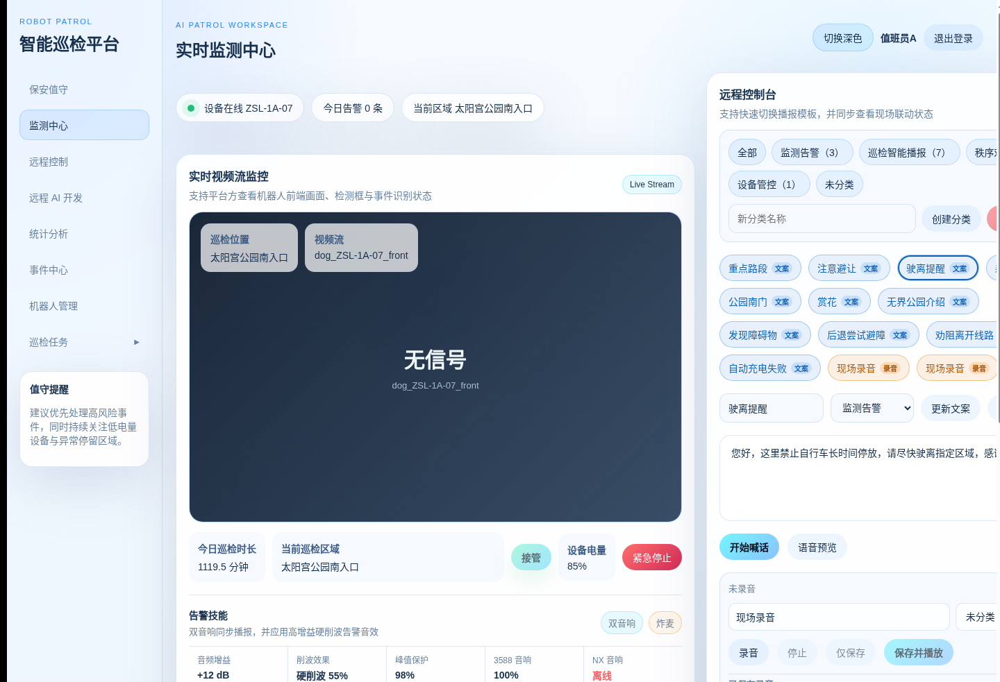 ROBOT PATROL
智能巡检平台
保安值守
监测中心
远程控制
远程 AI 开发
统计分析
事件中心
机器人管理
巡检任务
值守提醒
建议优先处理高风险事
件，同时持续关注低电量
设备与异常停留区域。
AI PATROL WORKSPACE
实时监测中心
切换深色 值班员A 退出登录
设备在线 ZSL-1A-07 今日告警 0 条 当前区域 太阳宫公园南入口
实时视频流监控
支持平台方查看机器人前端画面、检测框与事件识别状态
Live Stream
巡检位置
太阳宫公园南入口
视频流
dog_ZSL-1A-07_front
无信号
dog_ZSL-1A-07_front
今日巡检时长
1119.5 分钟
当前巡检区域
太阳宫公园南入口
接管
设备电量
85%
紧急停止
告警技能
双音响同步播报，并应用高增益硬削波告警音效
双音响 炸麦
音频增益
+12 dB
削波效果
硬削波 55%
峰值保护
98%
3588 音响
100%
NX 音响
离线
远程控制台
支持快速切换播报模板，并同步查看现场联动状态
全部 监测告警（3） 巡检智能播报（7） 秩序
设备管控（1） 未分类
新分类名称 创建分类
重点路段 文案 注意避让 文案 驶离提醒 文案
公园南门 文案 赏花 文案 无界公园介绍 文案
发现障碍物 文案 后退尝试避障 文案 劝阻离开线路
自动充电失败 文案 现场录音 录音 现场录音 录音
驶离提醒 监测告警 更新文案
您好，这里禁止自行车长时间停放，请尽快驶离指定区域，感
开始喊话 语音预览
未录音
现场录音 未分类
录音 停止 仅保存 保存并播放